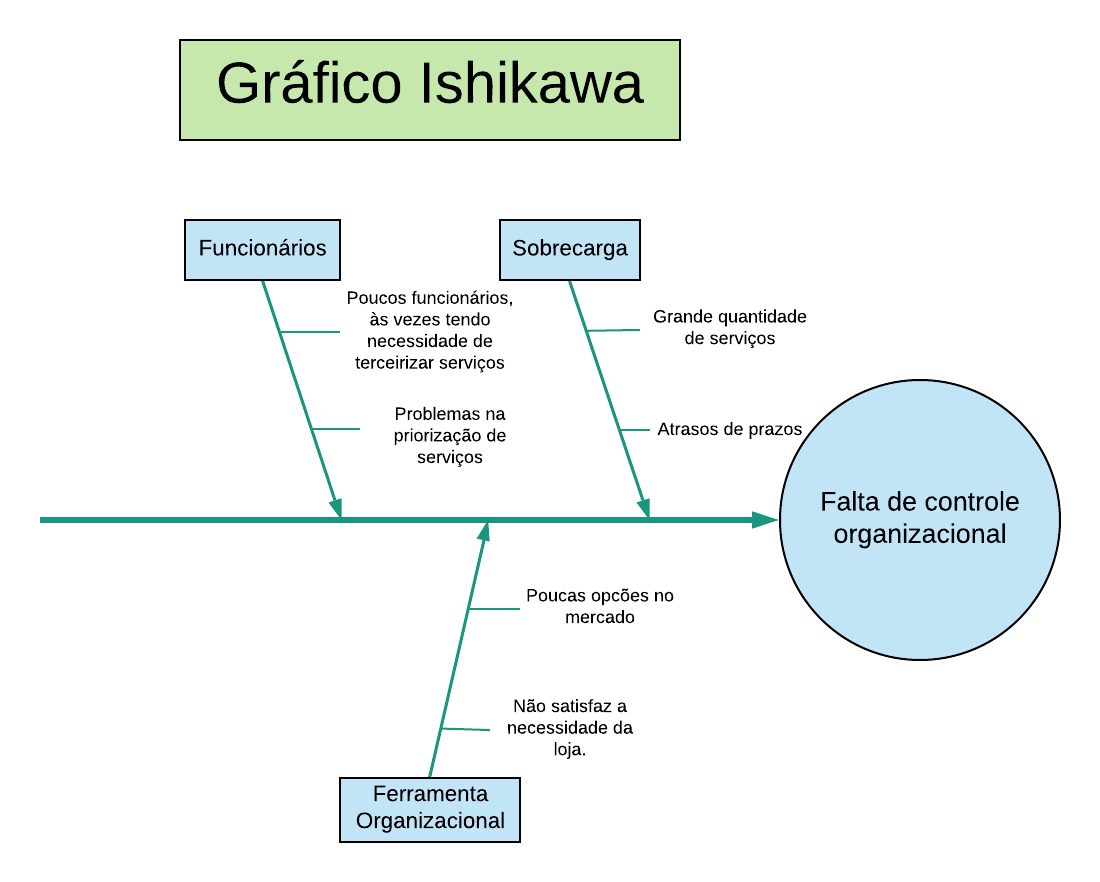 Gráfico Ishikawa
Funcionários
Sobrecarga
Poucos funcionários,
às vezes tendo
necessidade de
terceirizar serviços
Grande quantidade
de serviços
Problemas na
priorização de
serviços
Atrasos de prazos
Falta de controle
organizacional
Poucas opcões no
mercado
Não satisfaz a
necessidade da
loja.
Ferramenta
Organizacional